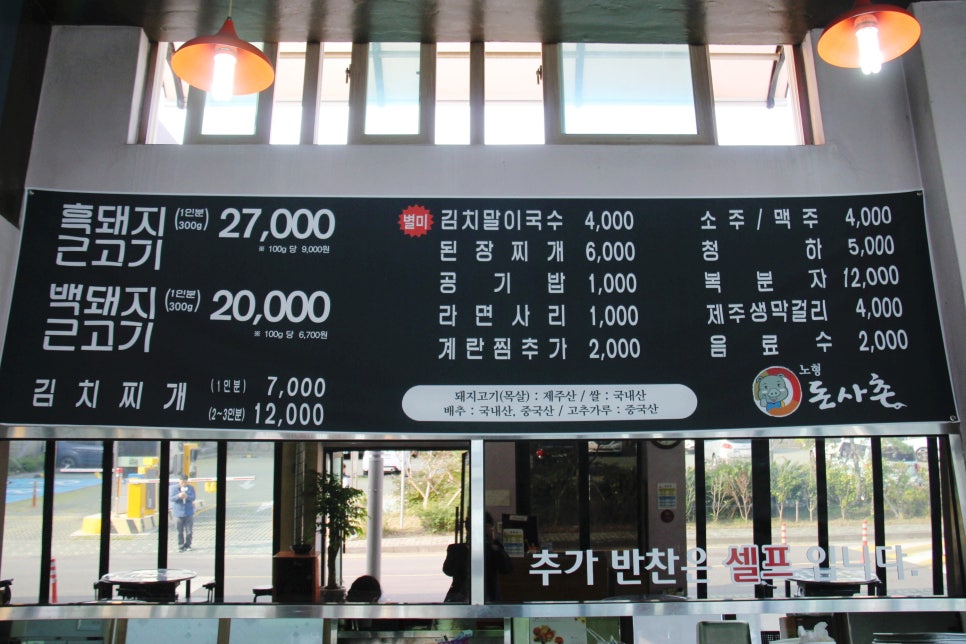 흑돼지 (1인분) 27,000
근고기 (300g) ※ 100g 당 9,000원
백돼지 (1인분) 20,000
근고기 (300g) ※ 100g 당 6,700원
김치찌개 (1인분) 7,000
(2~3인분) 12,000
별미 김치말이국수 4,000
된장찌개 6,000
공기밥 1,000
라면사리 1,000
계란찜추가 2,000
소주/맥주 4,000
청하 5,000
복분자 12,000
제주생막걸리 4,000
음료수 2,000
돼지고기(목살) : 제주산 / 쌀 : 국내산
배추 : 국내산, 중국산 / 고추가루 : 중국산
노형
돈사촌
추가 반찬은 셀프 입니다.